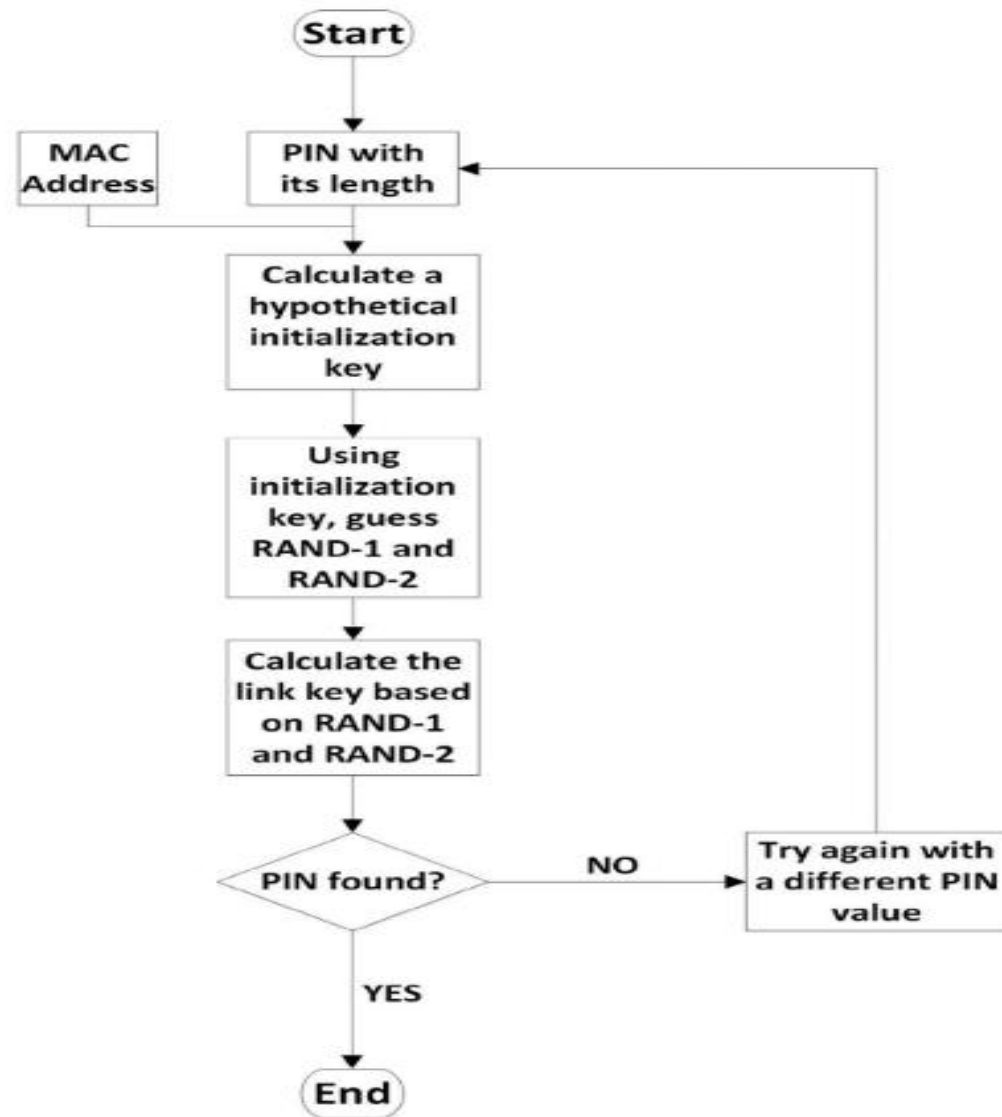 Start
MAC
Address
PIN with
its length
Calculate a
hypothetical
initialization
key
Using
initialization
key, guess
RAND-1 and
RAND-2
Calculate the
link key based
on RAND-1
and RAND-2
PIN found?
NO
Try again with
a different PIN
value
YES
End